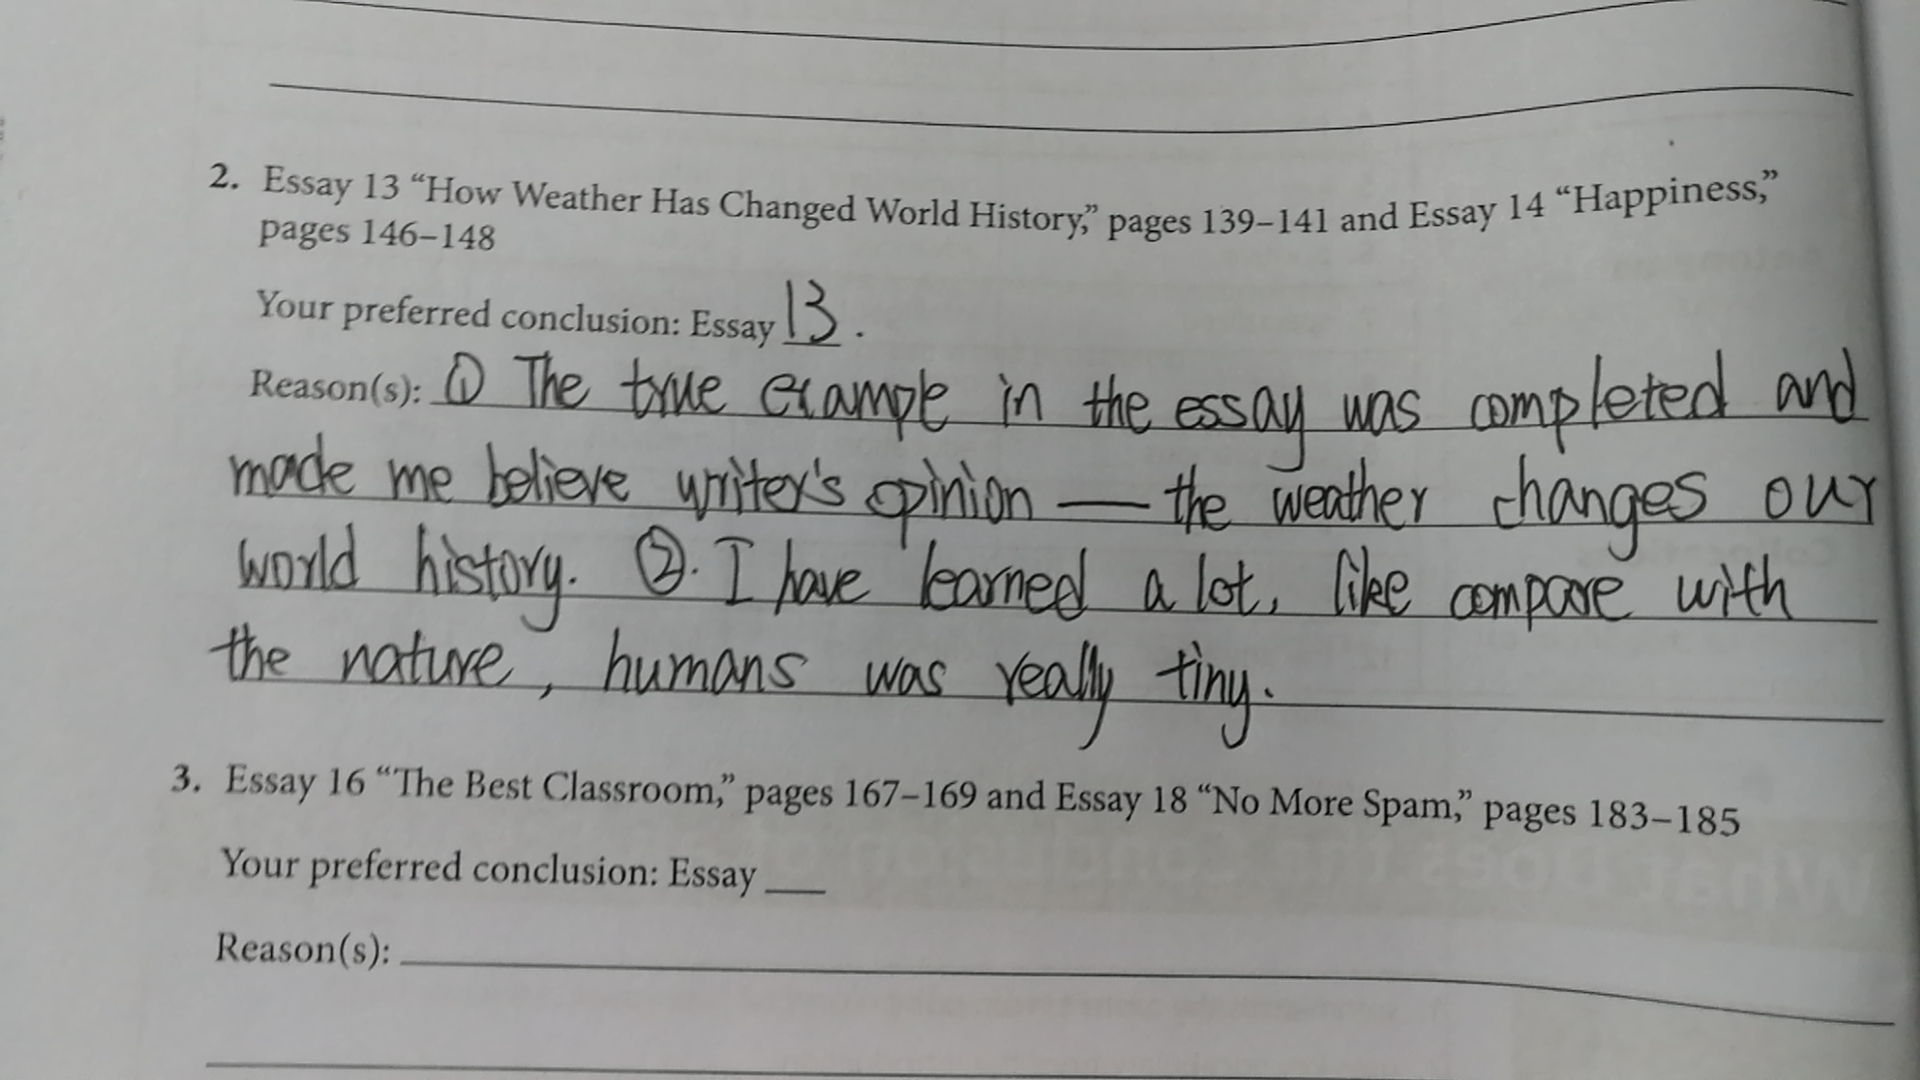 2. Essay 13 “How Weather Has Changed World History,” pages 139–141 and Essay 14 “Happiness,”
pages 146–148
Your preferred conclusion: Essay 13.
Reason(s): ① The true example in the essay was completed and
made me believe writer's opinion — the weather changes our
world history. ②. I have learned a lot, like compare with
the nature, humans was really tiny.
3. Essay 16 “The Best Classroom,” pages 167–169 and Essay 18 “No More Spam,” pages 183–185
Your preferred conclusion: Essay ___
Reason(s):